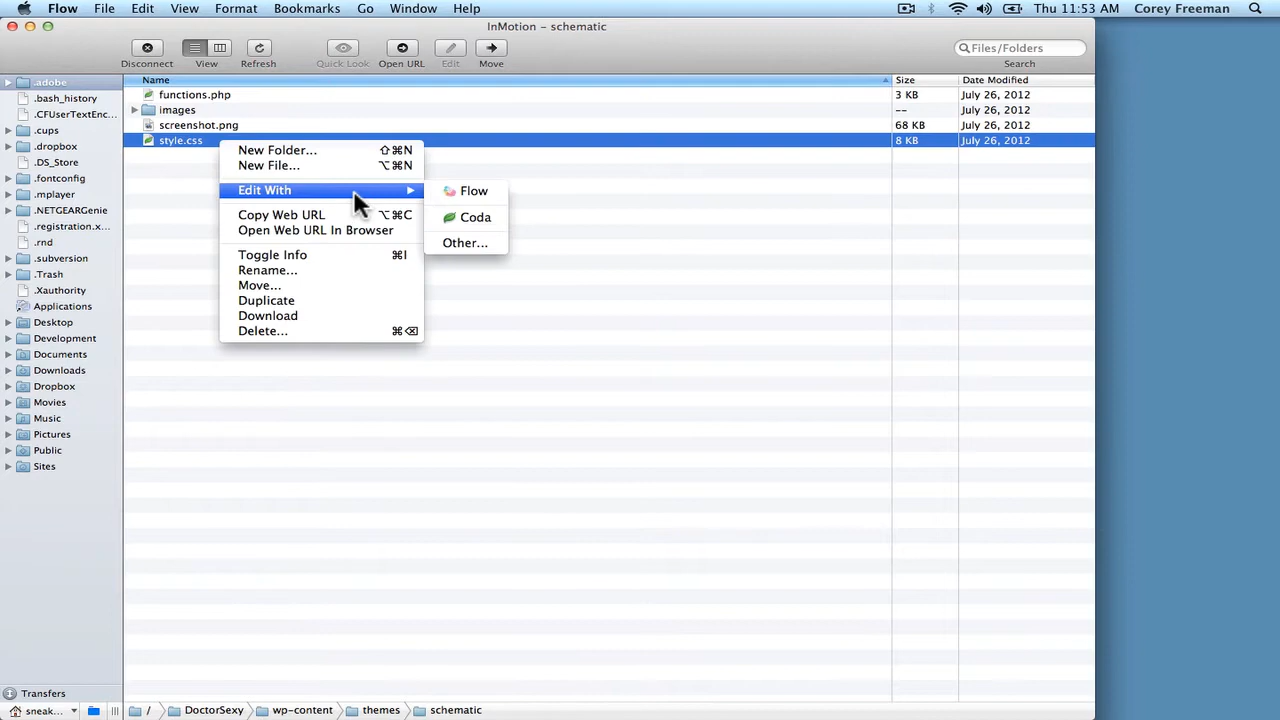 Flow File Edit View Format Bookmarks Go Window Help Thu 11:53 AM Corey Freeman
InMotion – schematic
Disconnect View Refresh Quick Look Open URL Edit Move Files/Folders Search
Name Size Date Modified
.adobe
.bash_history
.CFUserTextEnc...
.cups
.dropbox
.DS_Store
.fontconfig
.mplayer
.NETGEARGenie
.registration.x...
.rnd
.subversion
.Trash
.Xauthority
Applications
Desktop
Development
Documents
Downloads
Dropbox
Movies
Music
Pictures
Public
Sites
functions.php 3 KB July 26, 2012
images -- July 26, 2012
screenshot.png 68 KB July 26, 2012
style.css 8 KB July 26, 2012
New Folder... ⇧⌘N
New File... ⌥⌘N
Edit With
Copy Web URL ⌥⌘C
Open Web URL In Browser
Toggle Info ⌘I
Rename...
Move...
Duplicate
Download
Delete... ⌘⌫
Flow
Coda
Other...
Transfers
sneak... / DoctorSexy wp-content themes schematic